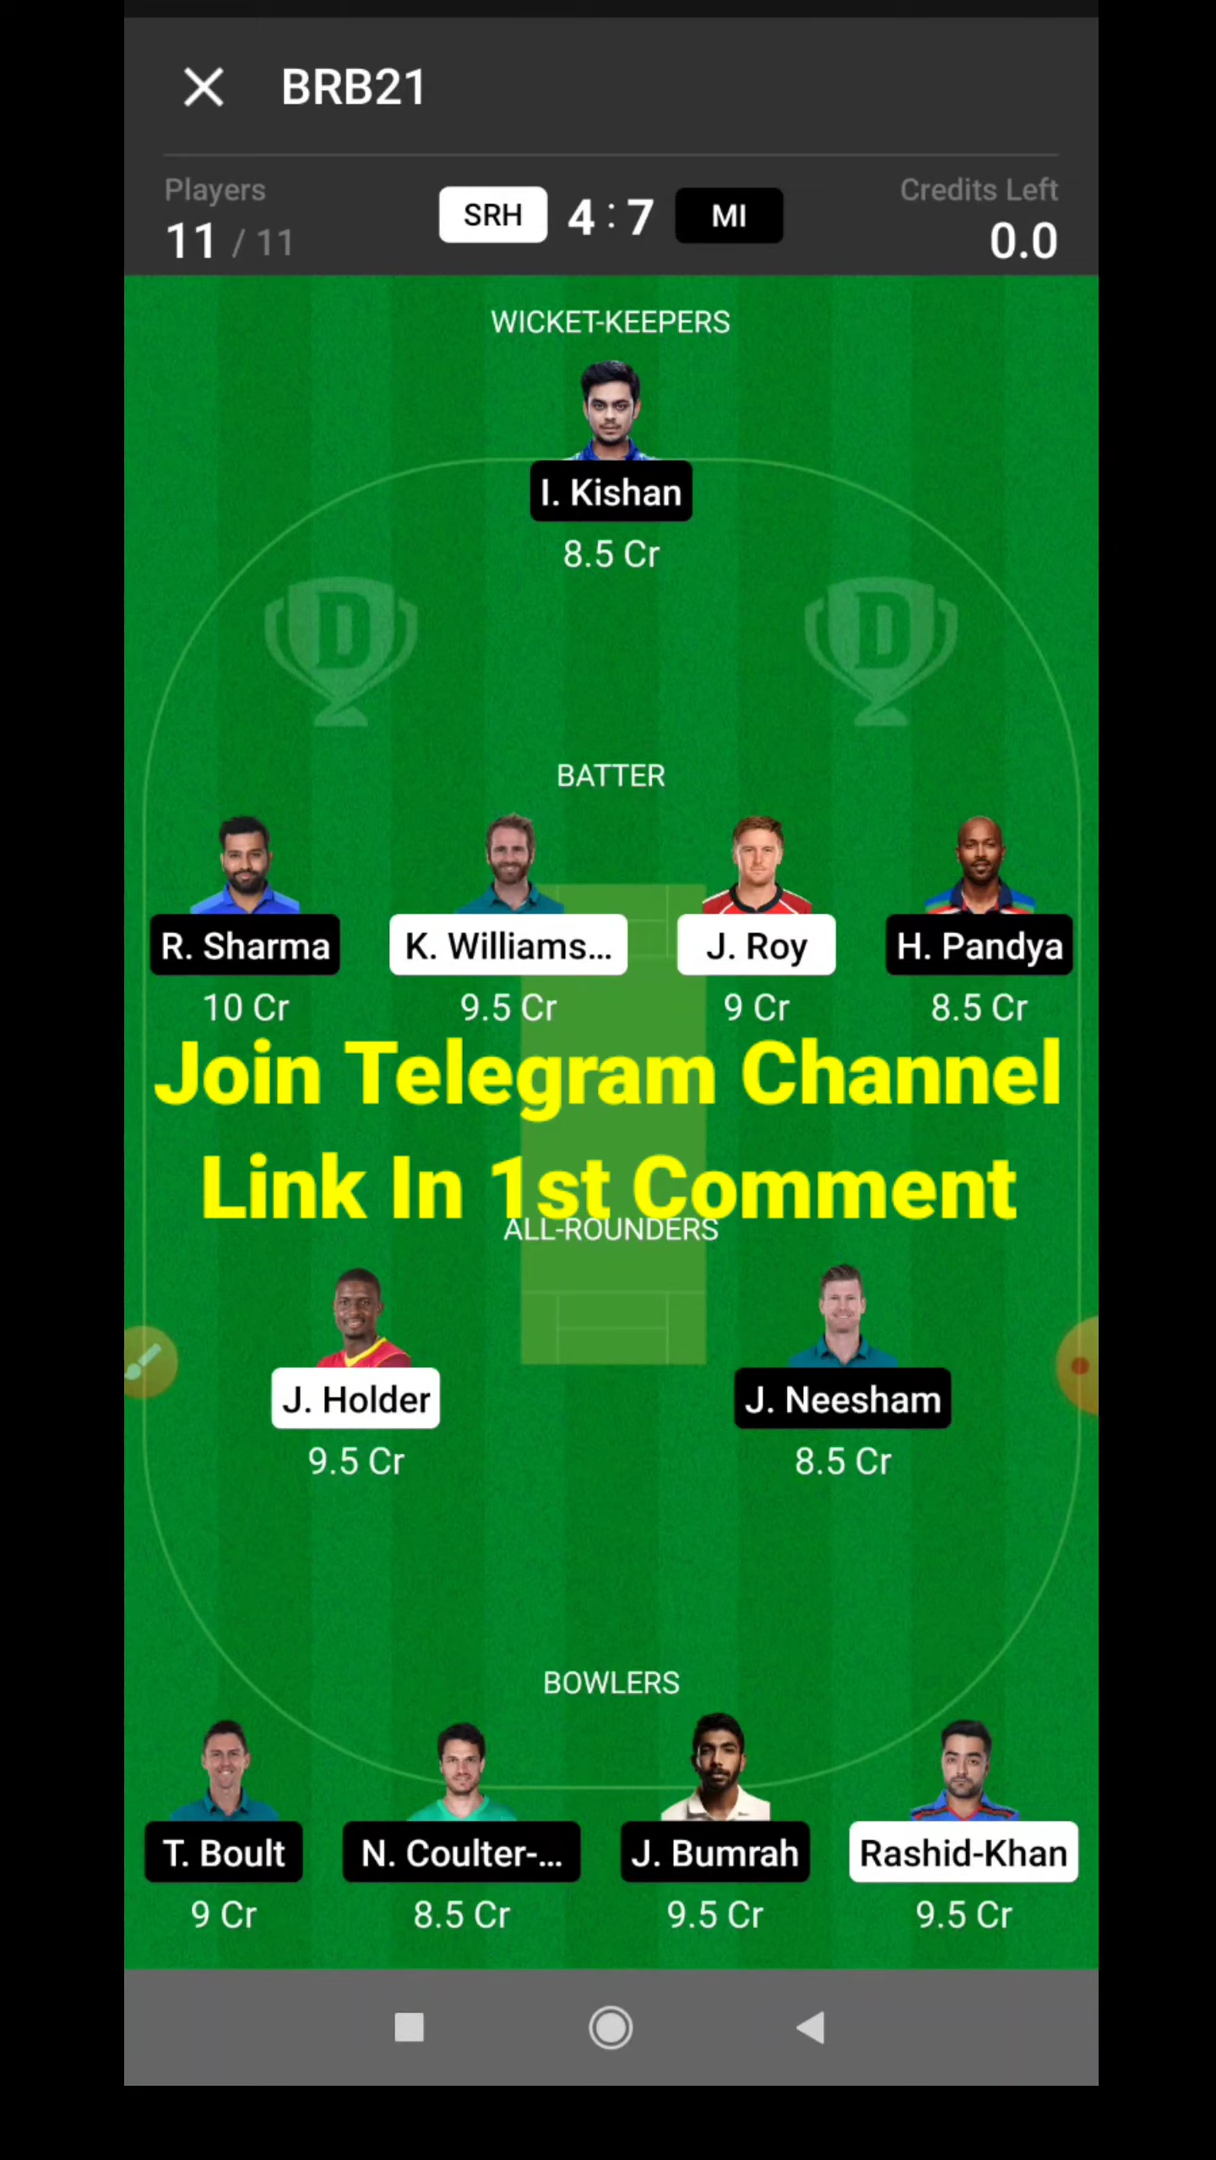 BRB21
Players
Credits Left
11 / 11
SRH 4 : 7 MI
0.0
WICKET-KEEPERS
I. Kishan
8.5 Cr
D D
BATTER
R. Sharma K. Williams... J. Roy H. Pandya
10 Cr 9.5 Cr 9 Cr 8.5 Cr
Join Telegram Channel
Link In 1st Comment
ALL-ROUNDERS
J. Holder J. Neesham
9.5 Cr 8.5 Cr
BOWLERS
T. Boult N. Coulter-... J. Bumrah Rashid-Khan
9 Cr 8.5 Cr 9.5 Cr 9.5 Cr